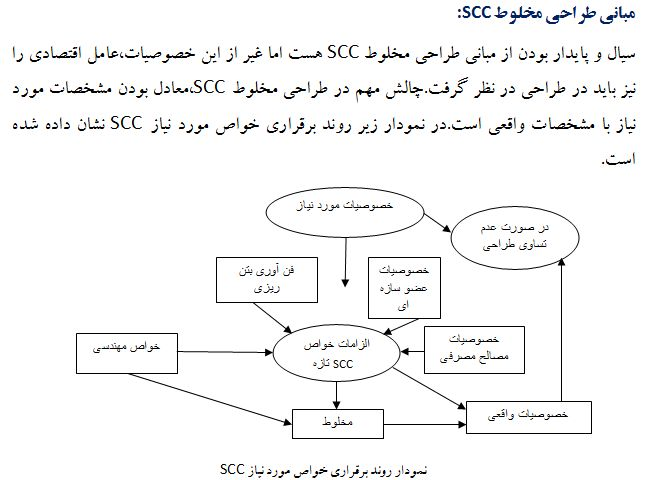 مبانی طراحی مخلوط SCC:
سیال و پایدار بودن از مبانی طراحی مخلوط SCC هست اما غیر از این خصوصیات،عامل اقتصادی را
نیز باید در طراحی در نظر گرفت.چالش مهم در طراحی مخلوط SCC،معادل بودن مشخصات مورد
نیاز با مشخصات واقعی است.در نمودار زیر روند برقراری خواص مورد نیاز SCC نشان داده شده
است.
خصوصیات مورد نیاز
در صورت عدم
تساوی طراحی
فن آوری بتن
ریزی
خصوصیات
عضو سازه
ای
خواص مهندسی
الزامات خواص
SCC تازه
خصوصیات
مصالح مصرفی
مخلوط
خصوصیات واقعی
نمودار روند برقراری خواص مورد نیاز SCC